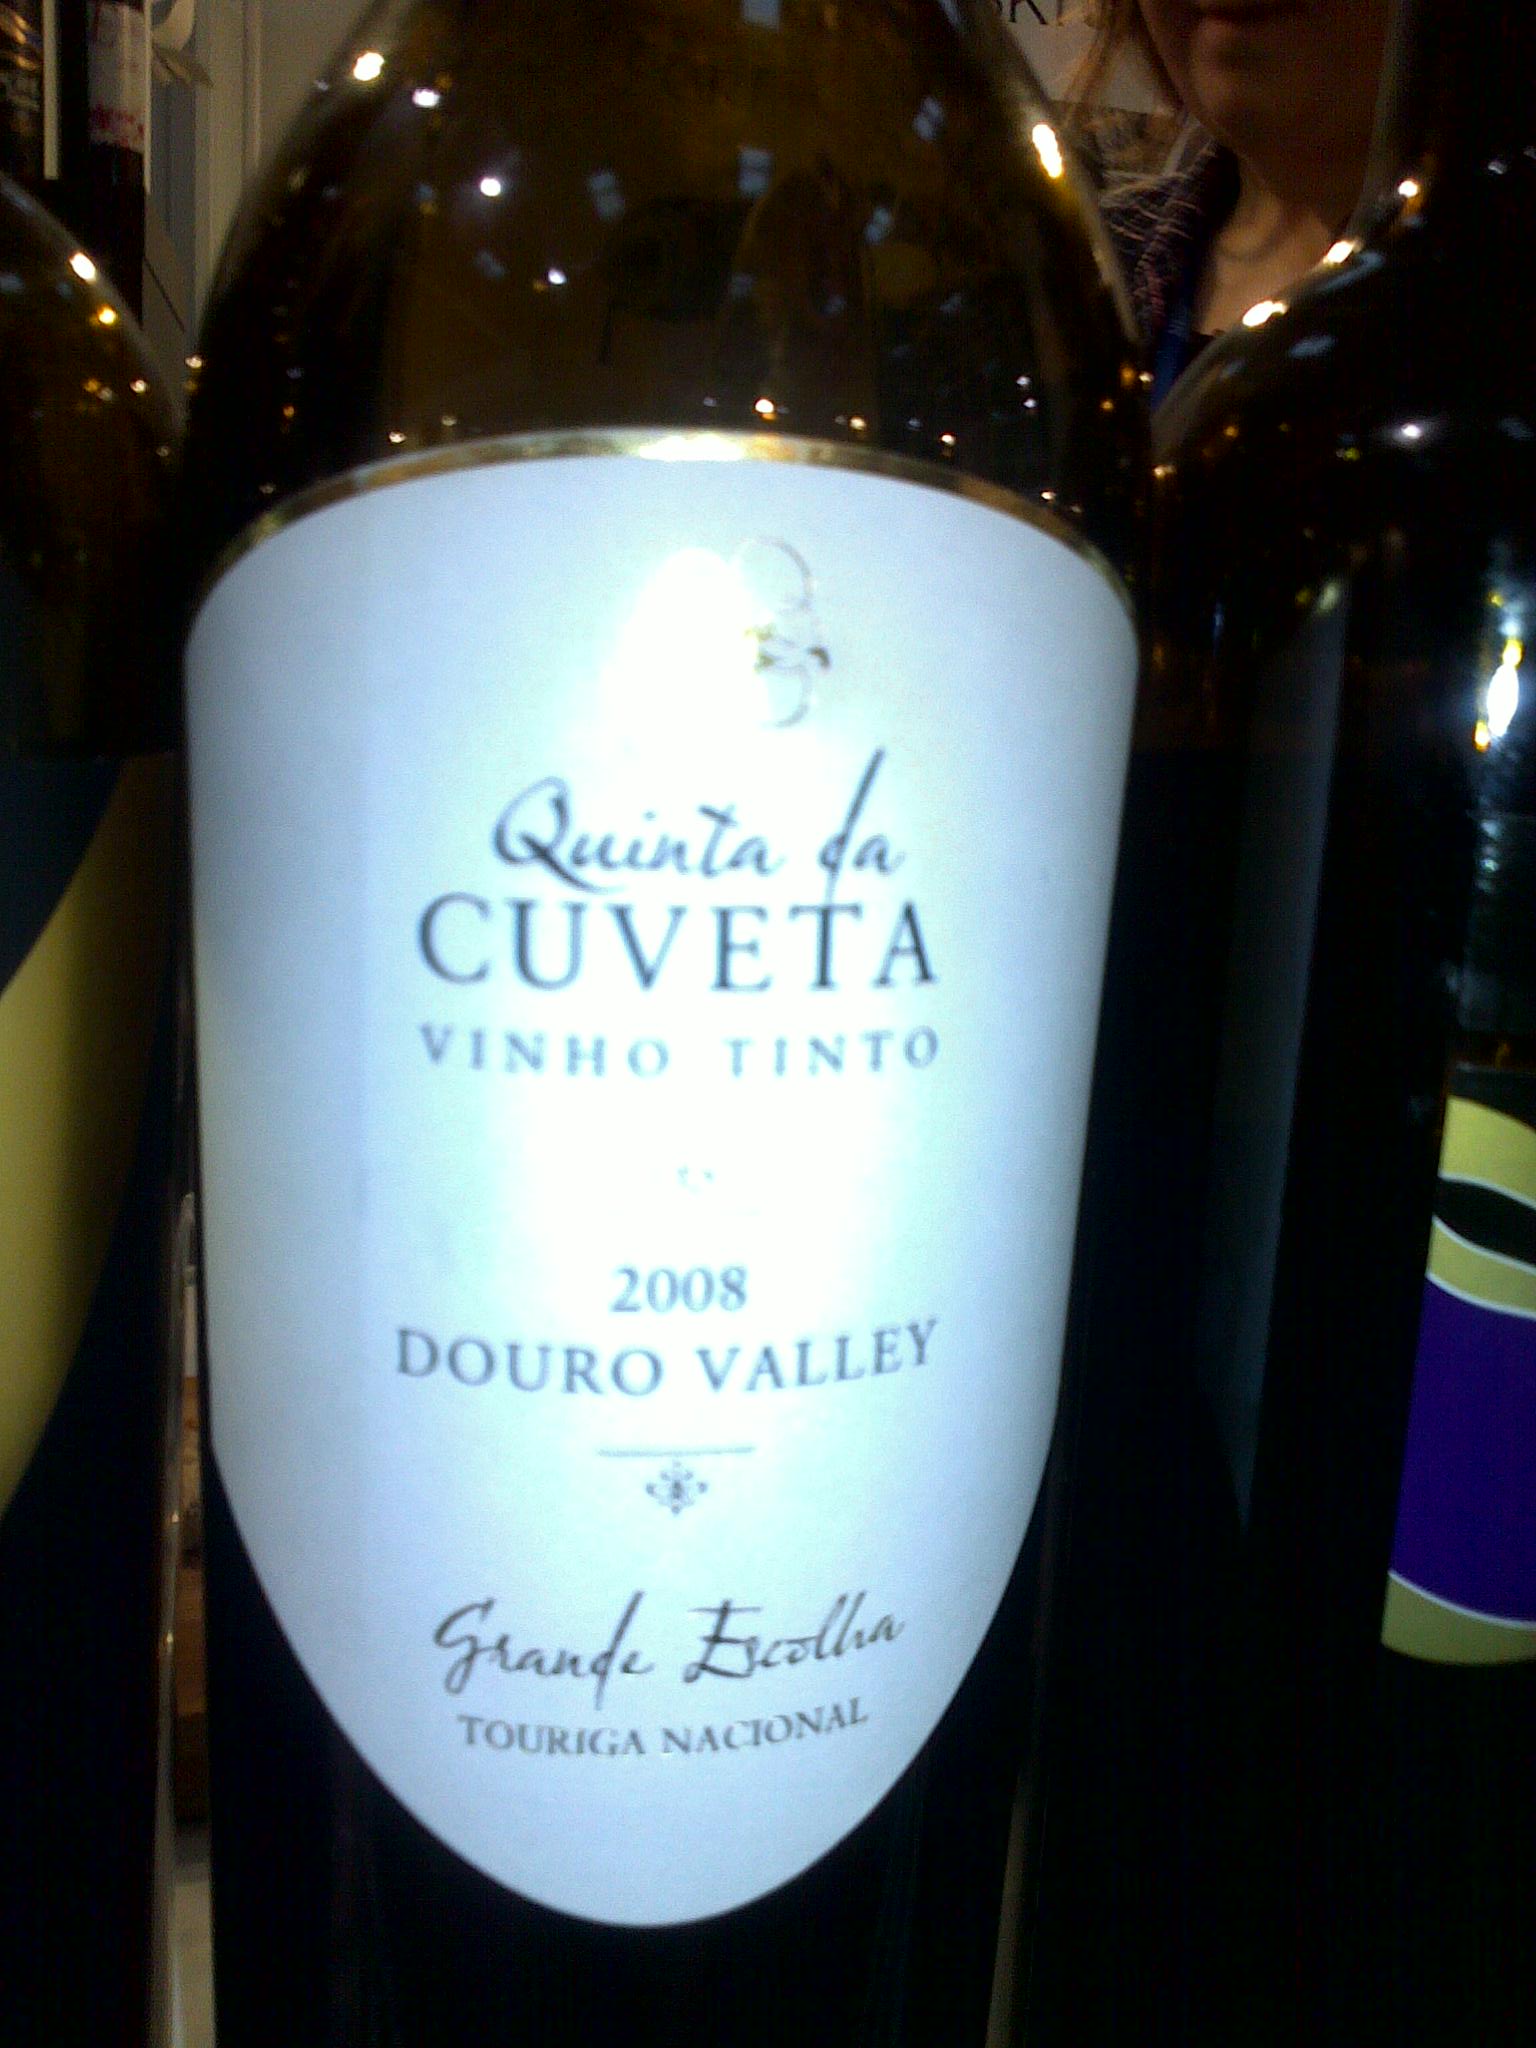 Quinta da
CUVETA
VINHO TINTO
2008
DOURO VALLEY
Grande Escolha
TOURIGA NACIONAL